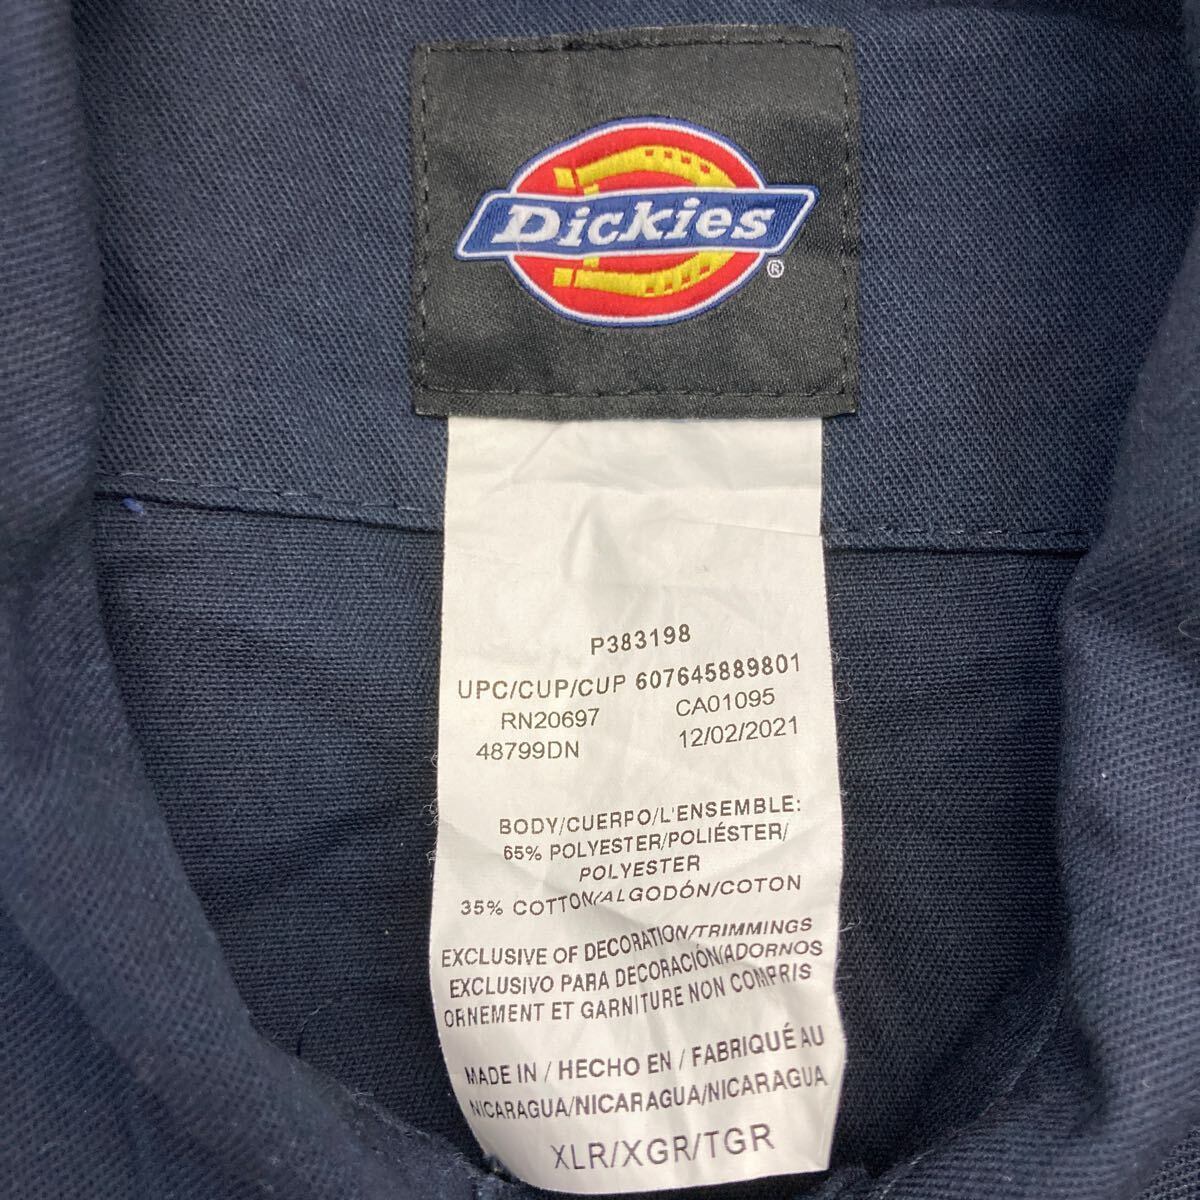 Dickies
®
P383198
UPC/CUP/CUP 607645889801
RN20697 CA01095
48799DN 12/02/2021
BODY/CUERPO/L'ENSEMBLE:
65% POLYESTER/POLIÉSTER/
POLYESTER
35% COTTON/ALGODÓN/COTON
EXCLUSIVE OF DECORATION/TRIMMINGS
EXCLUSIVO PARA DECORACIÓN/ADORNOS
ORNEMENT ET GARNITURE NON COMPRIS
MADE IN / HECHO EN / FABRIQUÉ AU
NICARAGUA/NICARAGUA/NICARAGUA
XLR/XGR/TGR